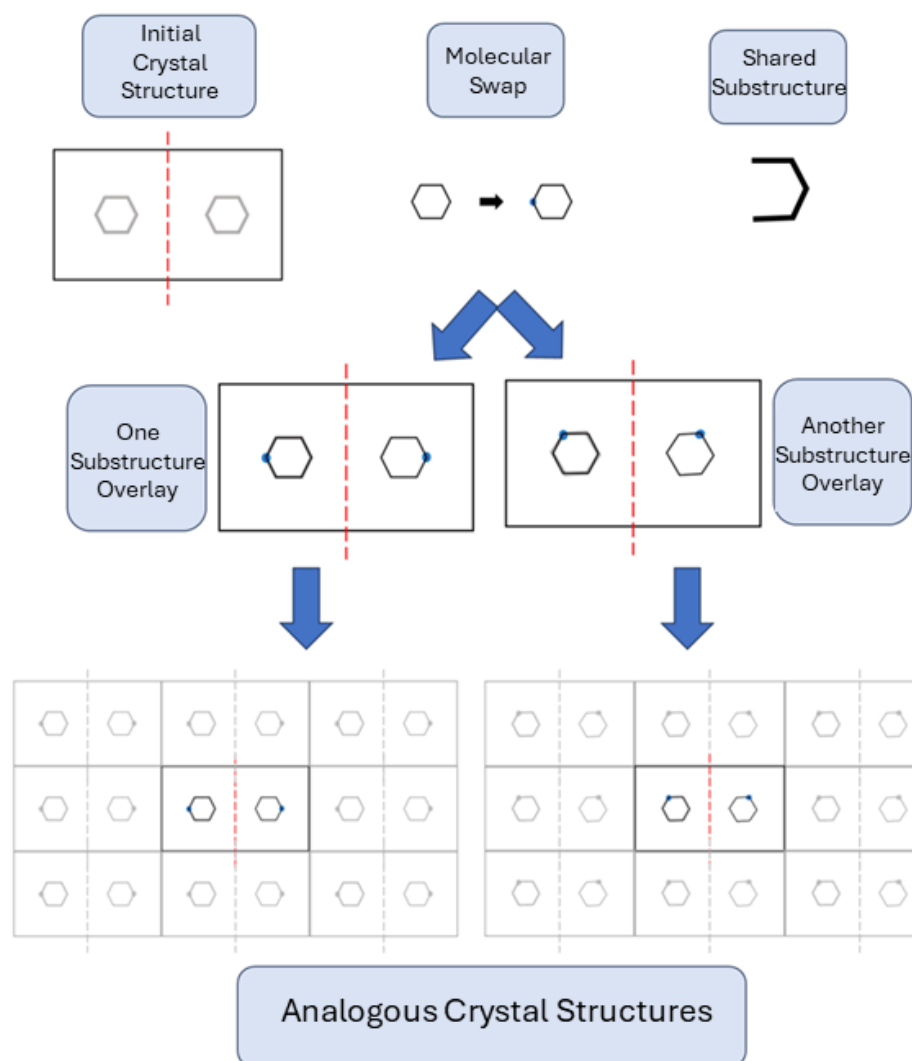 Initial
Crystal
Structure
Molecular
Swap
Shared
Substructure
One
Substructure
Overlay
Another
Substructure
Overlay
Analogous Crystal Structures